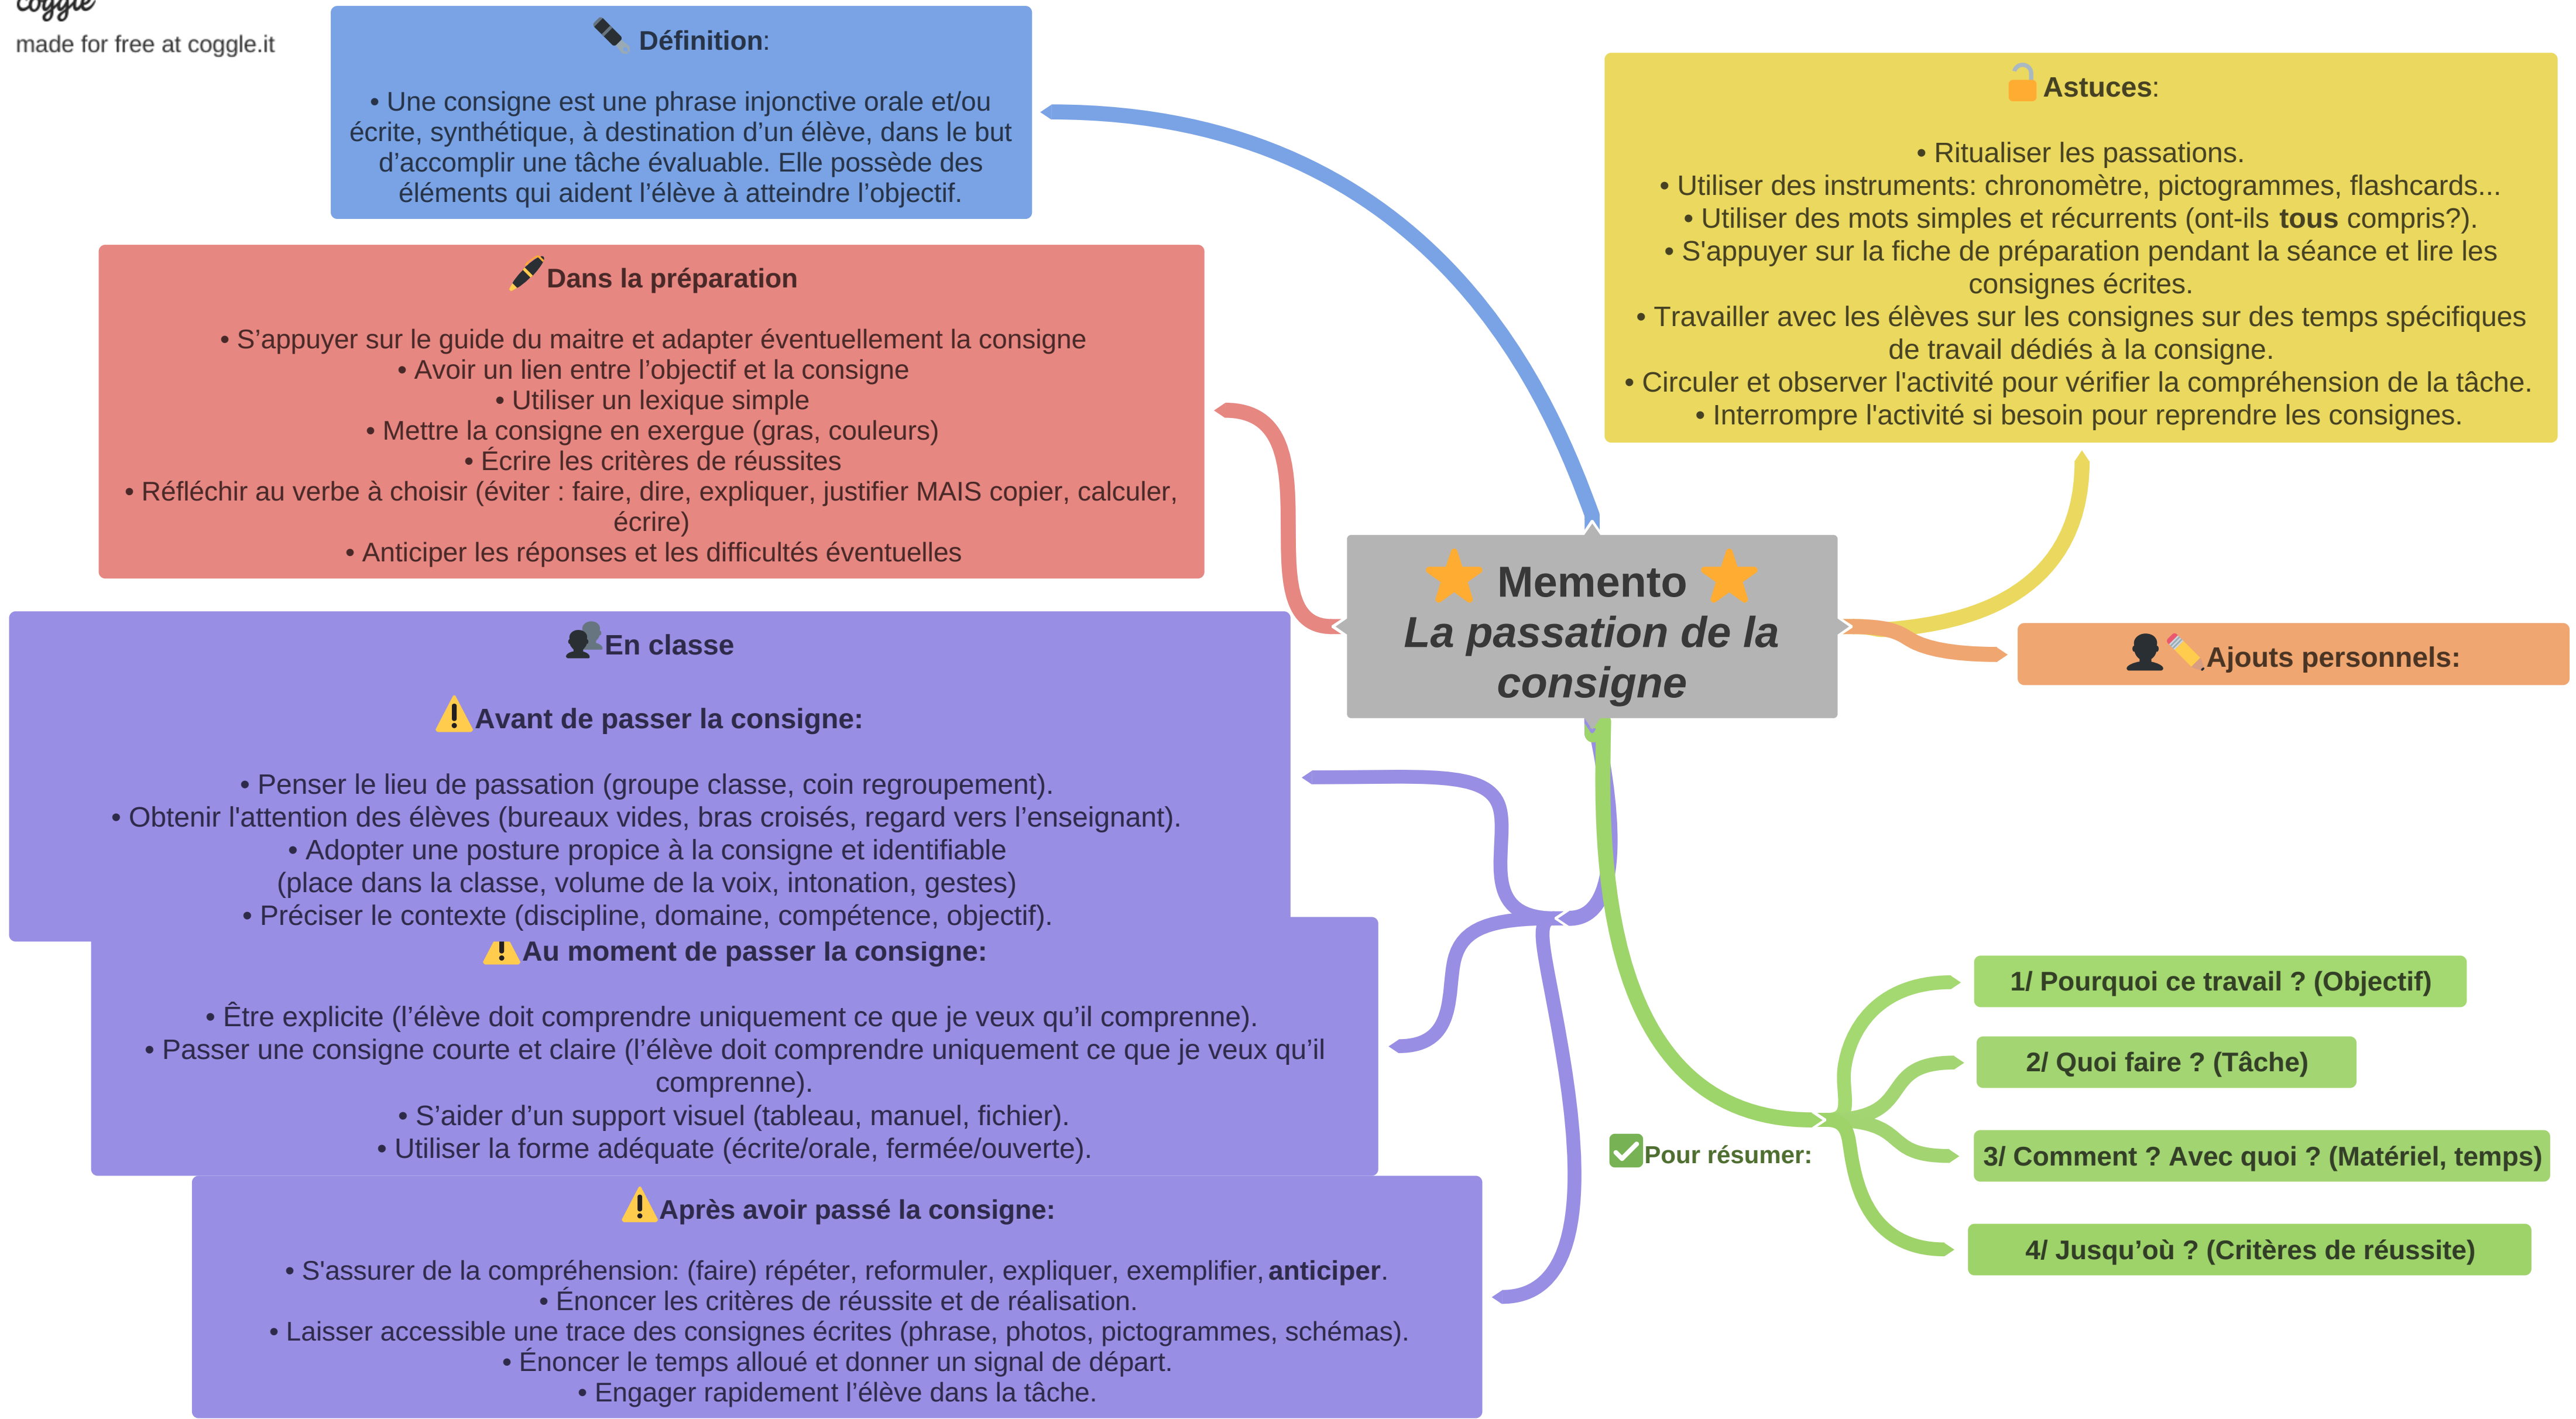 coggle
made for free at coggle.it
Définition:
• Une consigne est une phrase injonctive orale et/ou
écrite, synthétique, à destination d’un élève, dans le but
d’accomplir une tâche évaluable. Elle possède des
éléments qui aident l’élève à atteindre l’objectif.
Dans la préparation
• S’appuyer sur le guide du maitre et adapter éventuellement la consigne
• Avoir un lien entre l’objectif et la consigne
• Utiliser un lexique simple
• Mettre la consigne en exergue (gras, couleurs)
• Écrire les critères de réussites
• Réfléchir au verbe à choisir (éviter : faire, dire, expliquer, justifier MAIS copier, calculer,
écrire)
• Anticiper les réponses et les difficultés éventuelles
En classe
Avant de passer la consigne:
• Penser le lieu de passation (groupe classe, coin regroupement).
• Obtenir l'attention des élèves (bureaux vides, bras croisés, regard vers l’enseignant).
• Adopter une posture propice à la consigne et identifiable
(place dans la classe, volume de la voix, intonation, gestes)
• Préciser le contexte (discipline, domaine, compétence, objectif).
Au moment de passer la consigne:
• Être explicite (l’élève doit comprendre uniquement ce que je veux qu’il comprenne).
• Passer une consigne courte et claire (l’élève doit comprendre uniquement ce que je veux qu’il
comprenne).
• S’aider d’un support visuel (tableau, manuel, fichier).
• Utiliser la forme adéquate (écrite/orale, fermée/ouverte).
Après avoir passé la consigne:
• S'assurer de la compréhension: (faire) répéter, reformuler, expliquer, exemplifier, anticiper.
• Énoncer les critères de réussite et de réalisation.
• Laisser accessible une trace des consignes écrites (phrase, photos, pictogrammes, schémas).
• Énoncer le temps alloué et donner un signal de départ.
• Engager rapidement l’élève dans la tâche.
Memento
La passation de la
consigne
Astuces:
• Ritualiser les passations.
• Utiliser des instruments: chronomètre, pictogrammes, flashcards...
• Utiliser des mots simples et récurrents (ont-ils tous compris?).
• S'appuyer sur la fiche de préparation pendant la séance et lire les
consignes écrites.
• Travailler avec les élèves sur les consignes sur des temps spécifiques
de travail dédiés à la consigne.
• Circuler et observer l'activité pour vérifier la compréhension de la tâche.
• Interrompre l'activité si besoin pour reprendre les consignes.
Ajouts personnels:
Pour résumer:
1/ Pourquoi ce travail ? (Objectif)
2/ Quoi faire ? (Tâche)
3/ Comment ? Avec quoi ? (Matériel, temps)
4/ Jusqu’où ? (Critères de réussite)